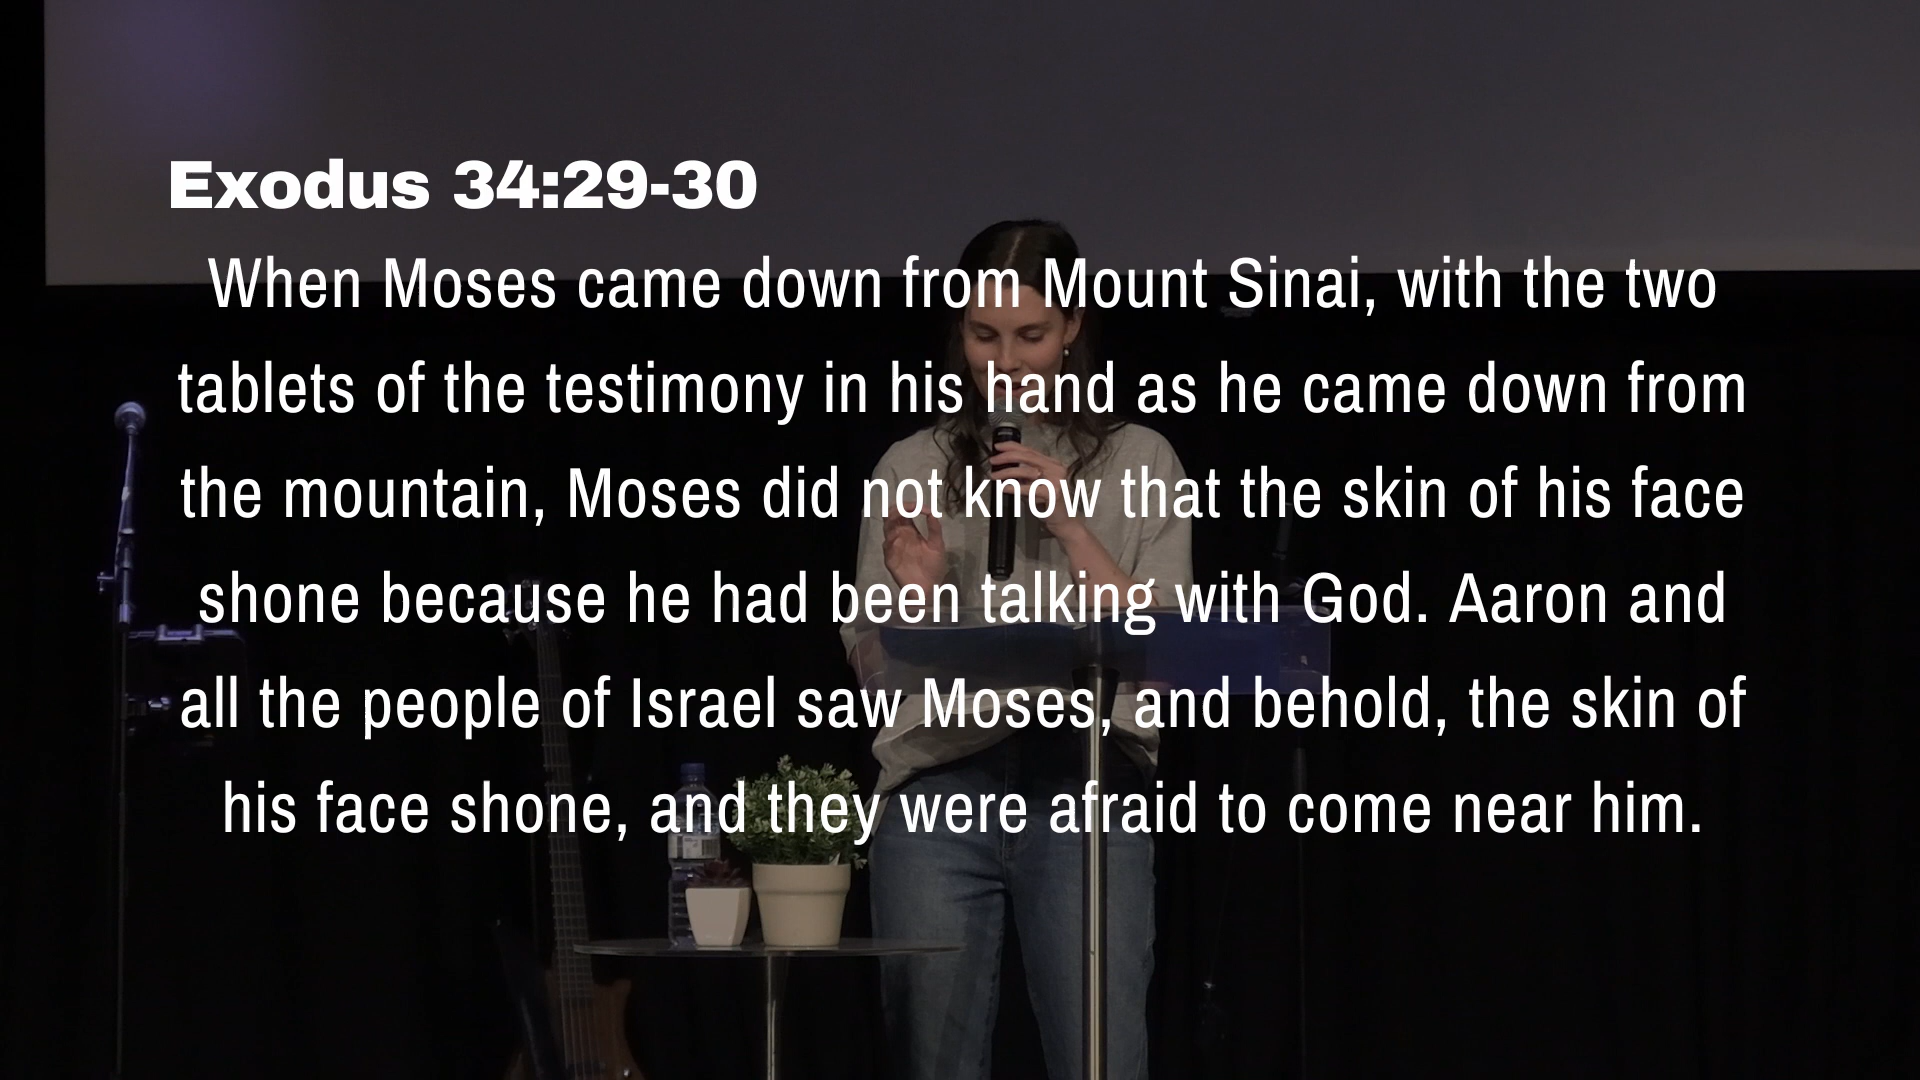 Exodus 34:29-30
When Moses came down from Mount Sinai, with the two
tablets of the testimony in his hand as he came down from
the mountain, Moses did not know that the skin of his face
shone because he had been talking with God. Aaron and
all the people of Israel saw Moses, and behold, the skin of
his face shone, and they were afraid to come near him.